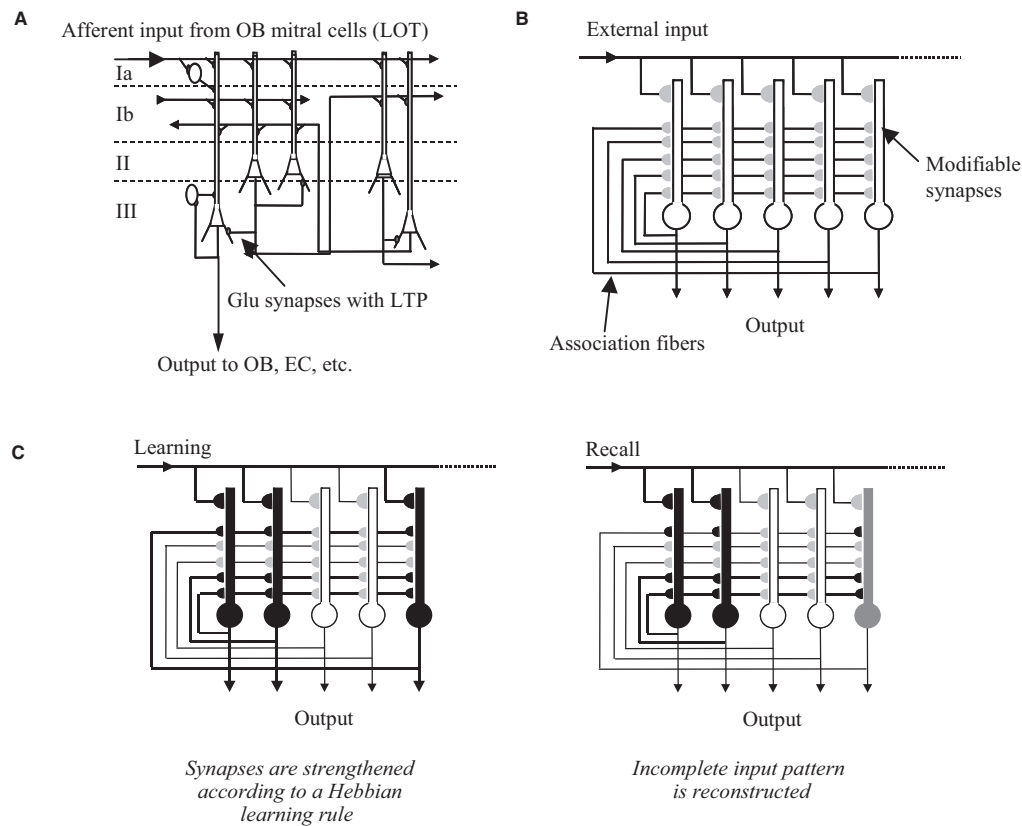 A
Afferent input from OB mitral cells (LOT)
Ia
Ib
II
III
Glu synapses with LTP
Output to OB, EC, etc.
B
External input
Modifiable
synapses
Output
Association fibers
C
Learning
Output
Synapses are strengthened
according to a Hebbian
learning rule
Recall
Output
Incomplete input pattern
is reconstructed